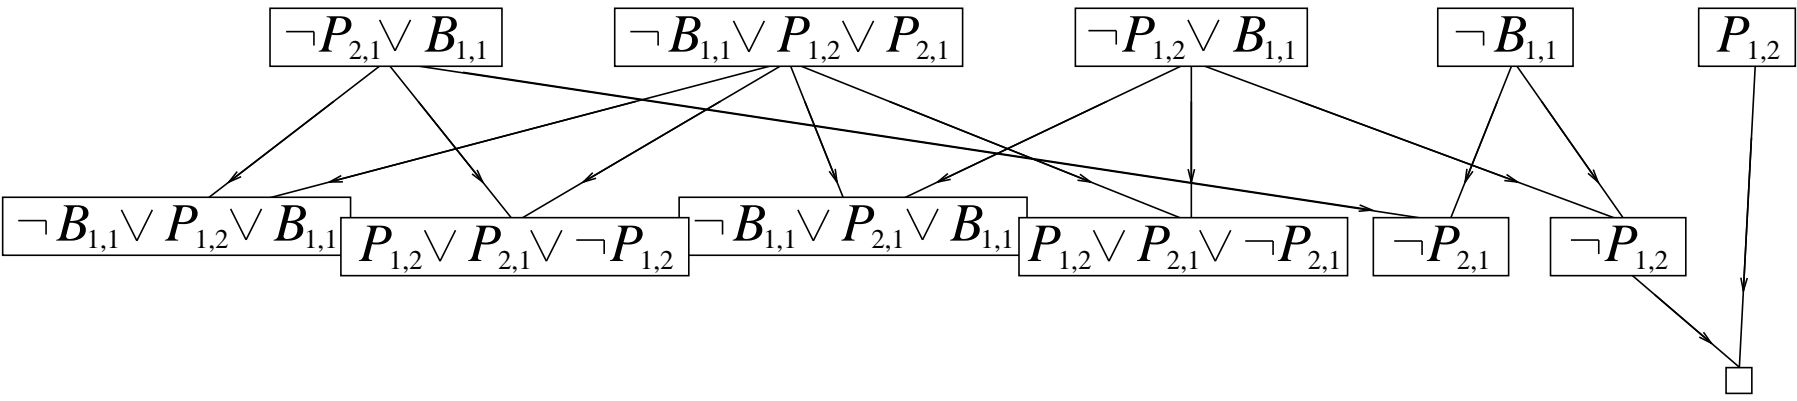 ¬P2,1 ∨ B1,1
¬B1,1 ∨ P1,2 ∨ P2,1
¬P1,2 ∨ B1,1
¬B1,1
P1,2
¬B1,1 ∨ P1,2 ∨ B1,1
P1,2 ∨ P2,1 ∨ ¬P1,2
¬B1,1 ∨ P2,1 ∨ B1,1
P1,2 ∨ P2,1 ∨ ¬P2,1
¬P2,1
¬P1,2